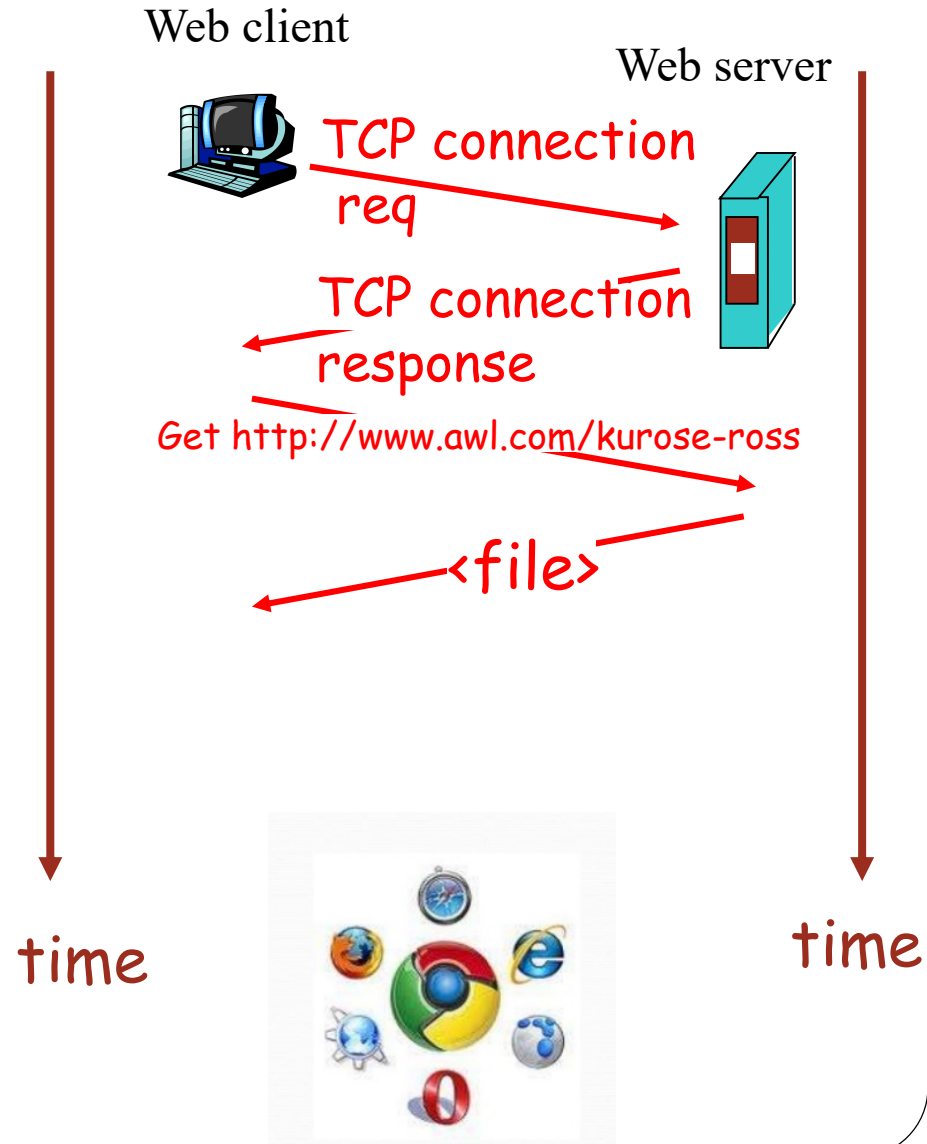 Web client
Web server
TCP connection
req
TCP connection
response
Get http://www.awl.com/kurose-ross
<file>
time
time